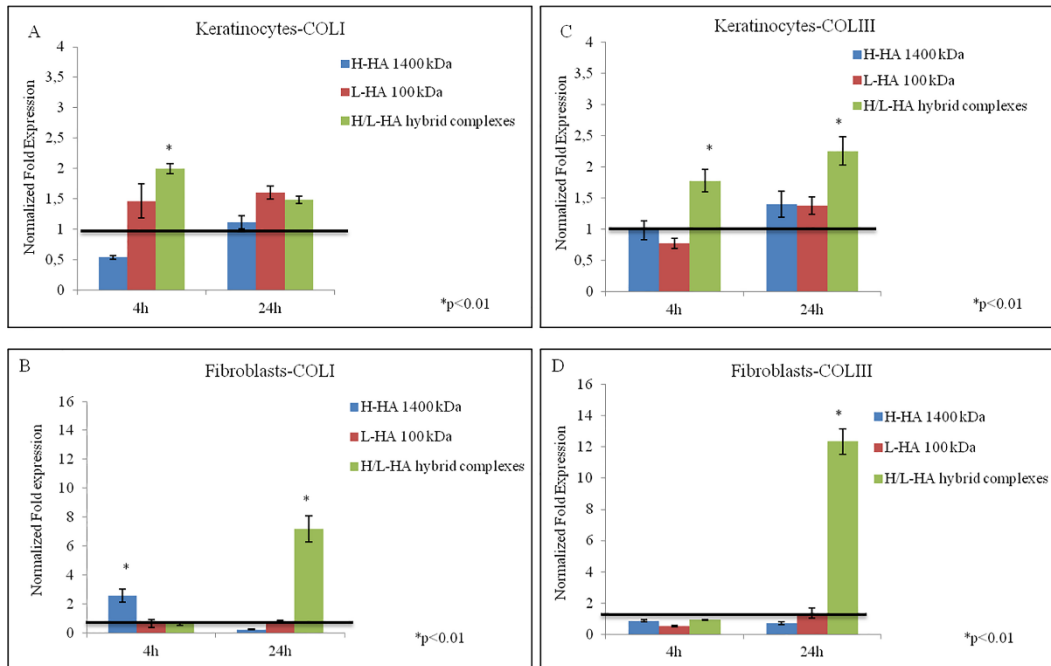 A
Keratinocytes-COLI
Normalized Fold Expression
4
3,5
3
2,5
2
1,5
1
0,5
0
H-HA 1400 kDa
L-HA 100 kDa
H/L-HA hybrid complexes
*
4h
24h
*p<0.01
C
Keratinocytes-COLIII
Normalized Fold Expression
4
3,5
3
2,5
2
1,5
1
0,5
0
H-HA 1400 kDa
L-HA 100 kDa
H/L-HA hybrid complexes
*
*
4h
24h
*p<0.01
B
Fibroblasts-COLI
Normalized Fold expression
16
14
12
10
8
6
4
2
0
H-HA 1400 kDa
L-HA 100 kDa
H/L-HA hybrid complexes
*
*
4h
24h
*p<0.01
D
Fibroblasts-COLIII
Normalized Fold Expression
16
14
12
10
8
6
4
2
0
H-HA 1400 kDa
L-HA 100 kDa
H/L-HA hybrid complexes
*
4h
24h
*p<0.01